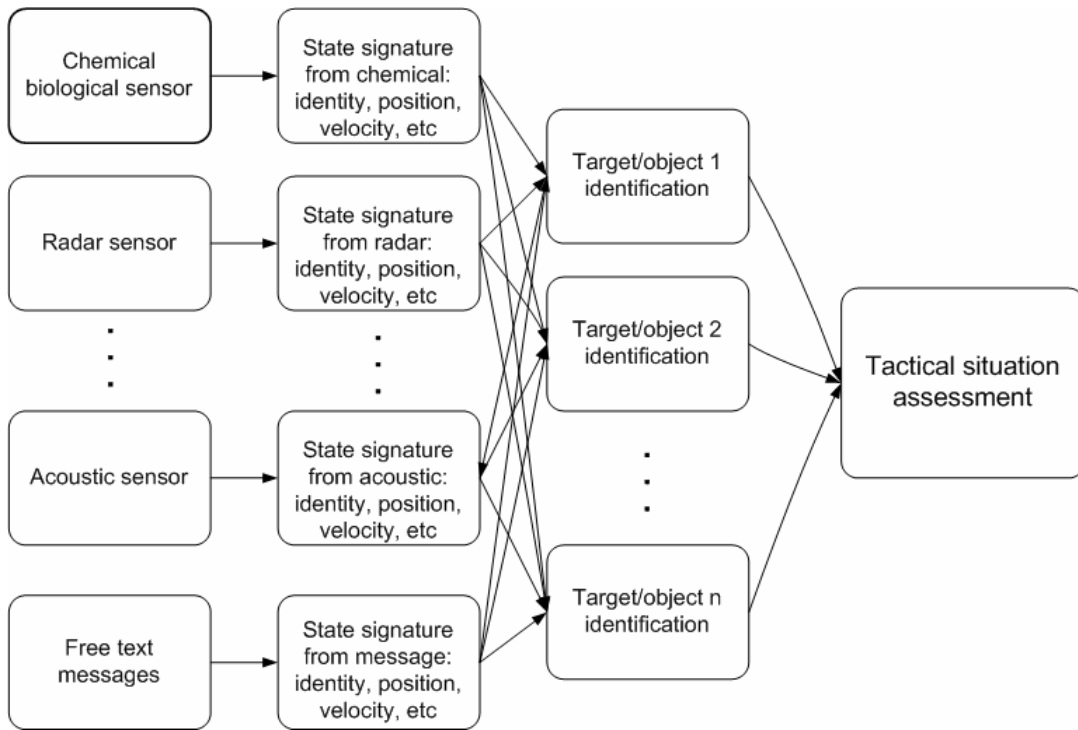 Chemical
biological sensor
State signature
from chemical:
identity, position,
velocity, etc
Radar sensor
State signature
from radar:
identity, position,
velocity, etc
Acoustic sensor
State signature
from acoustic:
identity, position,
velocity, etc
Free text
messages
State signature
from message:
identity, position,
velocity, etc
Target/object 1
identification
Target/object 2
identification
Target/object n
identification
Tactical situation
assessment